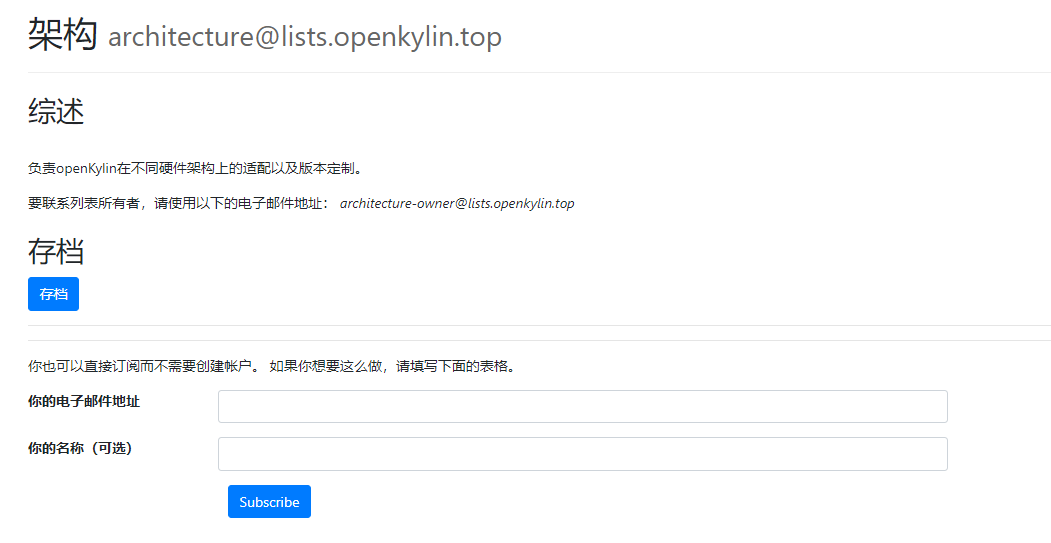 架构 architecture@lists.openkylin.top
综述
负责openKylin在不同硬件架构上的适配以及版本定制。
要联系列表所有者，请使用以下的电子邮件地址： architecture-owner@lists.openkylin.top
存档
存档
你也可以直接订阅而不需要创建帐户。 如果你想要这么做，请填写下面的表格。
你的电子邮件地址
你的名称（可选）
Subscribe